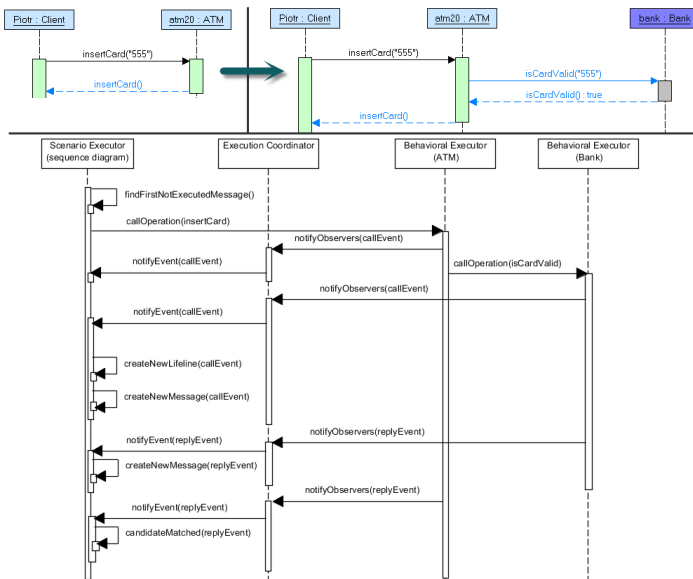 Piotr : Client
atm20 : ATM
insertCard("555")
insertCard()
Piotr : Client
atm20 : ATM
bank : Bank
insertCard("555")
isCardValid("555")
isCardValid() : true
insertCard()
Scenario Executor
(sequence diagram)
Execution Coordinator
Behavioral Executor
(ATM)
Behavioral Executor
(Bank)
findFirstNotExecutedMessage()
callOperation(insertCard)
notifyObservers(callEvent)
notifyEvent(callEvent)
callOperation(isCardValid)
notifyObservers(callEvent)
notifyEvent(callEvent)
createNewLifeline(callEvent)
createNewMessage(callEvent)
notifyObservers(replyEvent)
notifyEvent(replyEvent)
createNewMessage(replyEvent)
notifyObservers(replyEvent)
notifyEvent(replyEvent)
candidateMatched(replyEvent)